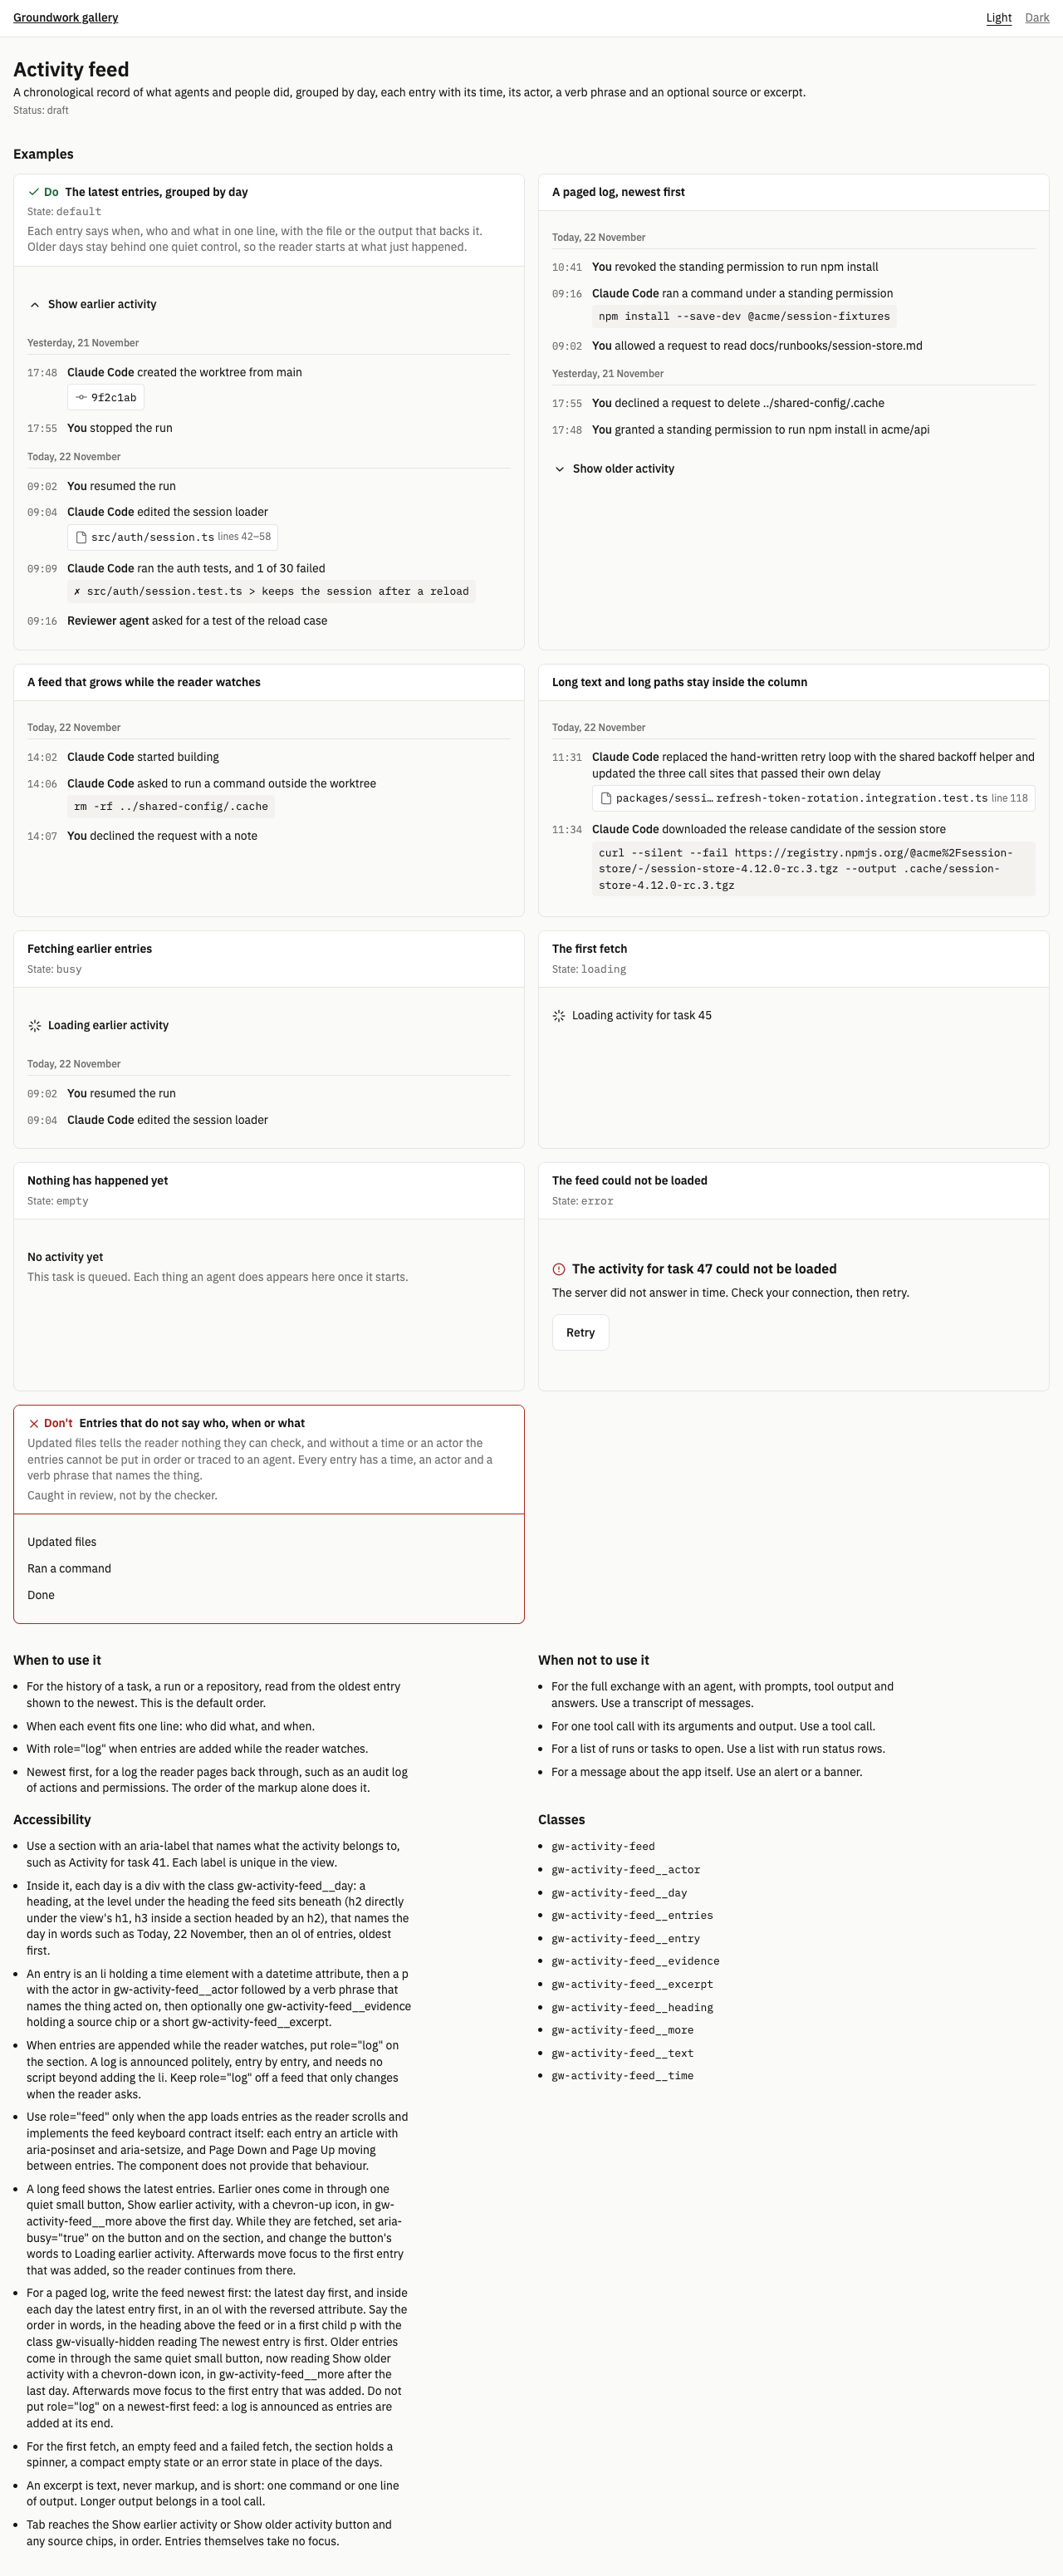 Groundwork gallery
Light Dark
Activity feed
A chronological record of what agents and people did, grouped by day, each entry with its time, its actor, a verb phrase and an optional source or excerpt.
Status: draft
Examples
Do The latest entries, grouped by day
State: default
Each entry says when, who and what in one line, with the file or the output that backs it.
Older days stay behind one quiet control, so the reader starts at what just happened.
Show earlier activity
Yesterday, 21 November
17:48 Claude Code created the worktree from main
9f2c1ab
17:55 You stopped the run
Today, 22 November
09:02 You resumed the run
09:04 Claude Code edited the session loader
src/auth/session.ts lines 42–58
09:09 Claude Code ran the auth tests, and 1 of 30 failed
✗ src/auth/session.test.ts > keeps the session after a reload
09:16 Reviewer agent asked for a test of the reload case
A paged log, newest first
Today, 22 November
10:41 You revoked the standing permission to run npm install
09:16 Claude Code ran a command under a standing permission
npm install --save-dev @acme/session-fixtures
09:02 You allowed a request to read docs/runbooks/session-store.md
Yesterday, 21 November
17:55 You declined a request to delete ../shared-config/.cache
17:48 You granted a standing permission to run npm install in acme/api
Show older activity
A feed that grows while the reader watches
Today, 22 November
14:02 Claude Code started building
14:06 Claude Code asked to run a command outside the worktree
rm -rf ../shared-config/.cache
14:07 You declined the request with a note
Long text and long paths stay inside the column
Today, 22 November
11:31 Claude Code replaced the hand-written retry loop with the shared backoff helper and
updated the three call sites that passed their own delay
packages/sessi… refresh-token-rotation.integration.test.ts line 118
11:34 Claude Code downloaded the release candidate of the session store
curl --silent --fail https://registry.npmjs.org/@acme%2Fsession-
store/-/session-store-4.12.0-rc.3.tgz --output .cache/session-
store-4.12.0-rc.3.tgz
Fetching earlier entries
State: busy
Loading earlier activity
Today, 22 November
09:02 You resumed the run
09:04 Claude Code edited the session loader
The first fetch
State: loading
Loading activity for task 45
Nothing has happened yet
State: empty
No activity yet
This task is queued. Each thing an agent does appears here once it starts.
The feed could not be loaded
State: error
The activity for task 47 could not be loaded
The server did not answer in time. Check your connection, then retry.
Retry
Don't Entries that do not say who, when or what
Updated files tells the reader nothing they can check, and without a time or an actor the
entries cannot be put in order or traced to an agent. Every entry has a time, an actor and a
verb phrase that names the thing.
Caught in review, not by the checker.
Updated files
Ran a command
Done
When to use it
• For the history of a task, a run or a repository, read from the oldest entry
shown to the newest. This is the default order.
• When each event fits one line: who did what, and when.
• With role="log" when entries are added while the reader watches.
• Newest first, for a log the reader pages back through, such as an audit log
of actions and permissions. The order of the markup alone does it.
When not to use it
• For the full exchange with an agent, with prompts, tool output and
answers. Use a transcript of messages.
• For one tool call with its arguments and output. Use a tool call.
• For a list of runs or tasks to open. Use a list with run status rows.
• For a message about the app itself. Use an alert or a banner.
Accessibility
• Use a section with an aria-label that names what the activity belongs to,
such as Activity for task 41. Each label is unique in the view.
• Inside it, each day is a div with the class gw-activity-feed__day: a
heading, at the level under the heading the feed sits beneath (h2 directly
under the view's h1, h3 inside a section headed by an h2), that names the
day in words such as Today, 22 November, then an ol of entries, oldest
first.
• An entry is an li holding a time element with a datetime attribute, then a p
with the actor in gw-activity-feed__actor followed by a verb phrase that
names the thing acted on, then optionally one gw-activity-feed__evidence
holding a source chip or a short gw-activity-feed__excerpt.
• When entries are appended while the reader watches, put role="log" on
the section. A log is announced politely, entry by entry, and needs no
script beyond adding the li. Keep role="log" off a feed that only changes
when the reader asks.
• Use role="feed" only when the app loads entries as the reader scrolls and
implements the feed keyboard contract itself: each entry an article with
aria-posinset and aria-setsize, and Page Down and Page Up moving
between entries. The component does not provide that behaviour.
• A long feed shows the latest entries. Earlier ones come in through one
quiet small button, Show earlier activity, with a chevron-up icon, in gw-
activity-feed__more above the first day. While they are fetched, set aria-
busy="true" on the button and on the section, and change the button's
words to Loading earlier activity. Afterwards move focus to the first entry
that was added, so the reader continues from there.
• For a paged log, write the feed newest first: the latest day first, and inside
each day the latest entry first, in an ol with the reversed attribute. Say the
order in words, in the heading above the feed or in a first child p with the
class gw-visually-hidden reading The newest entry is first. Older entries
come in through the same quiet small button, now reading Show older
activity with a chevron-down icon, in gw-activity-feed__more after the
last day. Afterwards move focus to the first entry that was added. Do not
put role="log" on a newest-first feed: a log is announced as entries are
added at its end.
• For the first fetch, an empty feed and a failed fetch, the section holds a
spinner, a compact empty state or an error state in place of the days.
• An excerpt is text, never markup, and is short: one command or one line
of output. Longer output belongs in a tool call.
• Tab reaches the Show earlier activity or Show older activity button and
any source chips, in order. Entries themselves take no focus.
Classes
• gw-activity-feed
• gw-activity-feed__actor
• gw-activity-feed__day
• gw-activity-feed__entries
• gw-activity-feed__entry
• gw-activity-feed__evidence
• gw-activity-feed__excerpt
• gw-activity-feed__heading
• gw-activity-feed__more
• gw-activity-feed__text
• gw-activity-feed__time